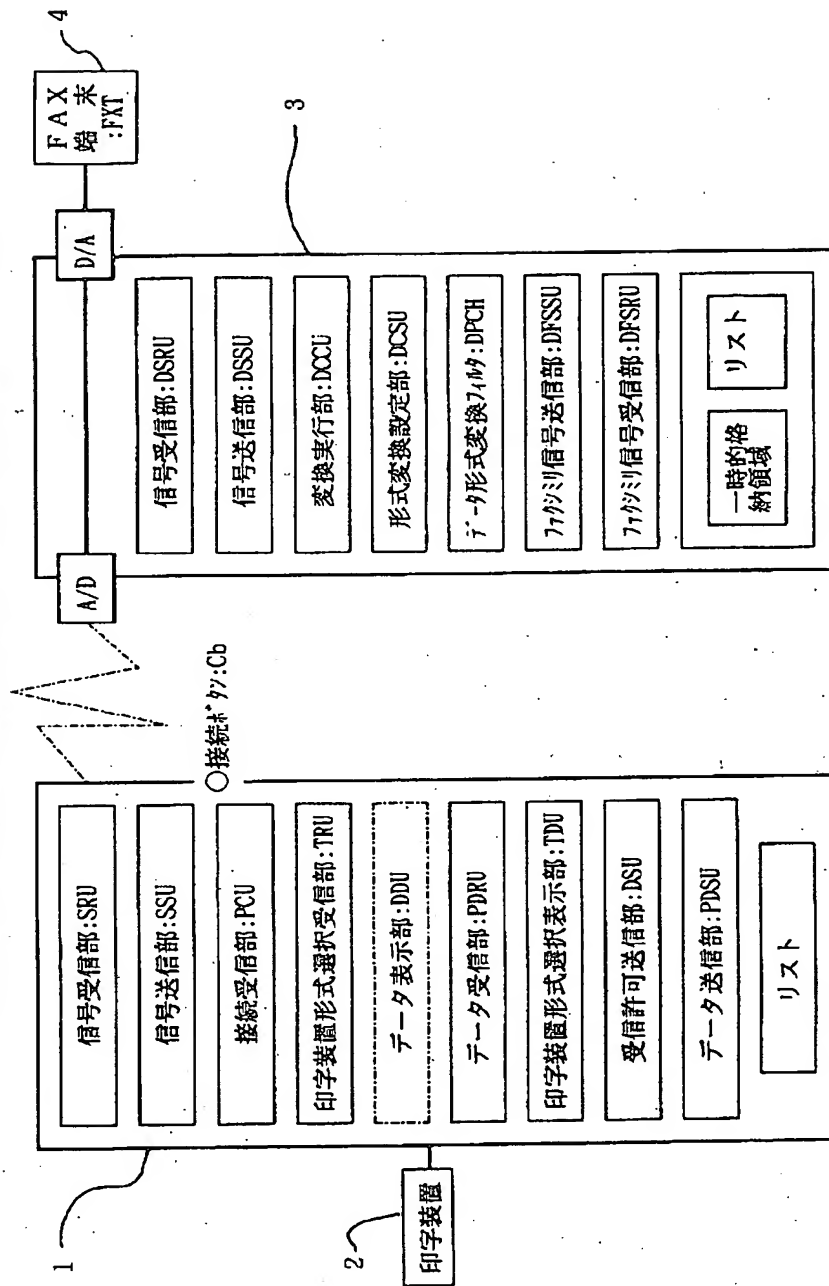 1
信号受信部:SRU
信号送信部:SSU
接続受信部:PCU
印字装置形式選択受信部:TRU
データ表示部:DDU
データ受信部:PDRU
印字装置形式選択表示部:TDU
受信許可送信部:DSU
データ送信部:PDSU
リスト
接続ボタン:Cb
2
印字装置
A/D
D/A
信号受信部:DSRU
信号送信部:DSSU
変換実行部:DCCU
形式変換設定部:DCSU
データ形式変換フィルタ:DPCH
ファクシミリ信号送信部:DFSSU
ファクシミリ信号受信部:DFSRU
一時的格
納領域
リスト
3
FAX
端末
:FXT
4